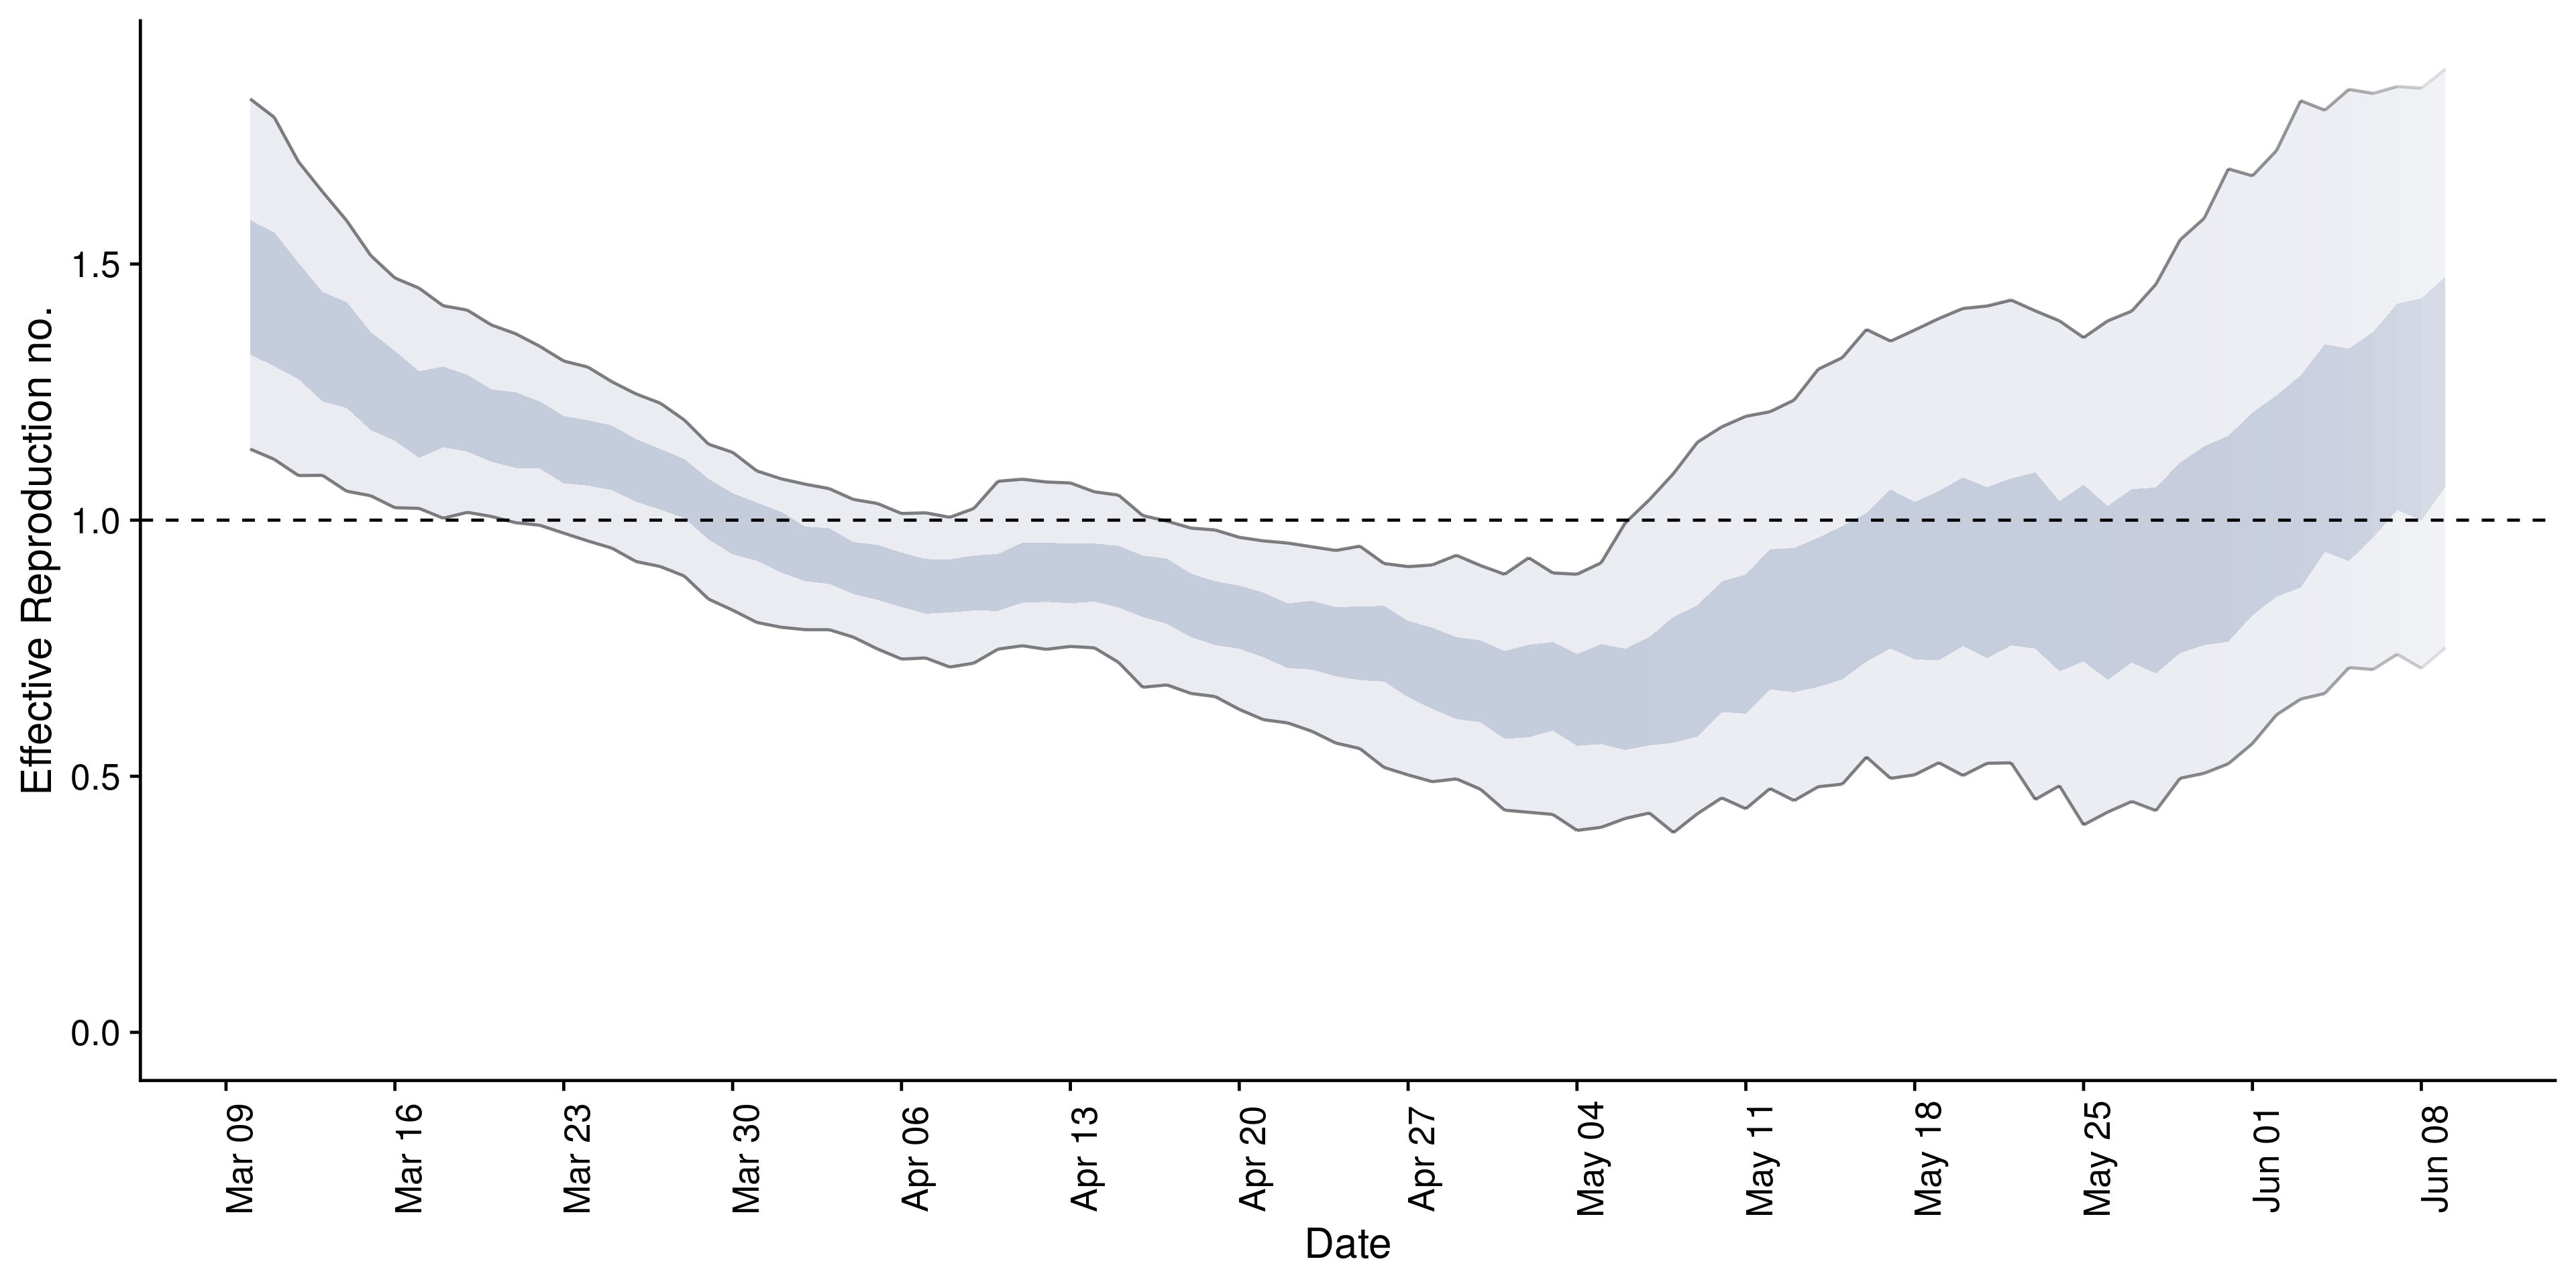 Effective Reproduction no.
1.5
1.0
0.5
0.0
Mar 09
Mar 16
Mar 23
Mar 30
Apr 06
Apr 13
Apr 20
Apr 27
May 04
May 11
May 18
May 25
Jun 01
Jun 08
Date